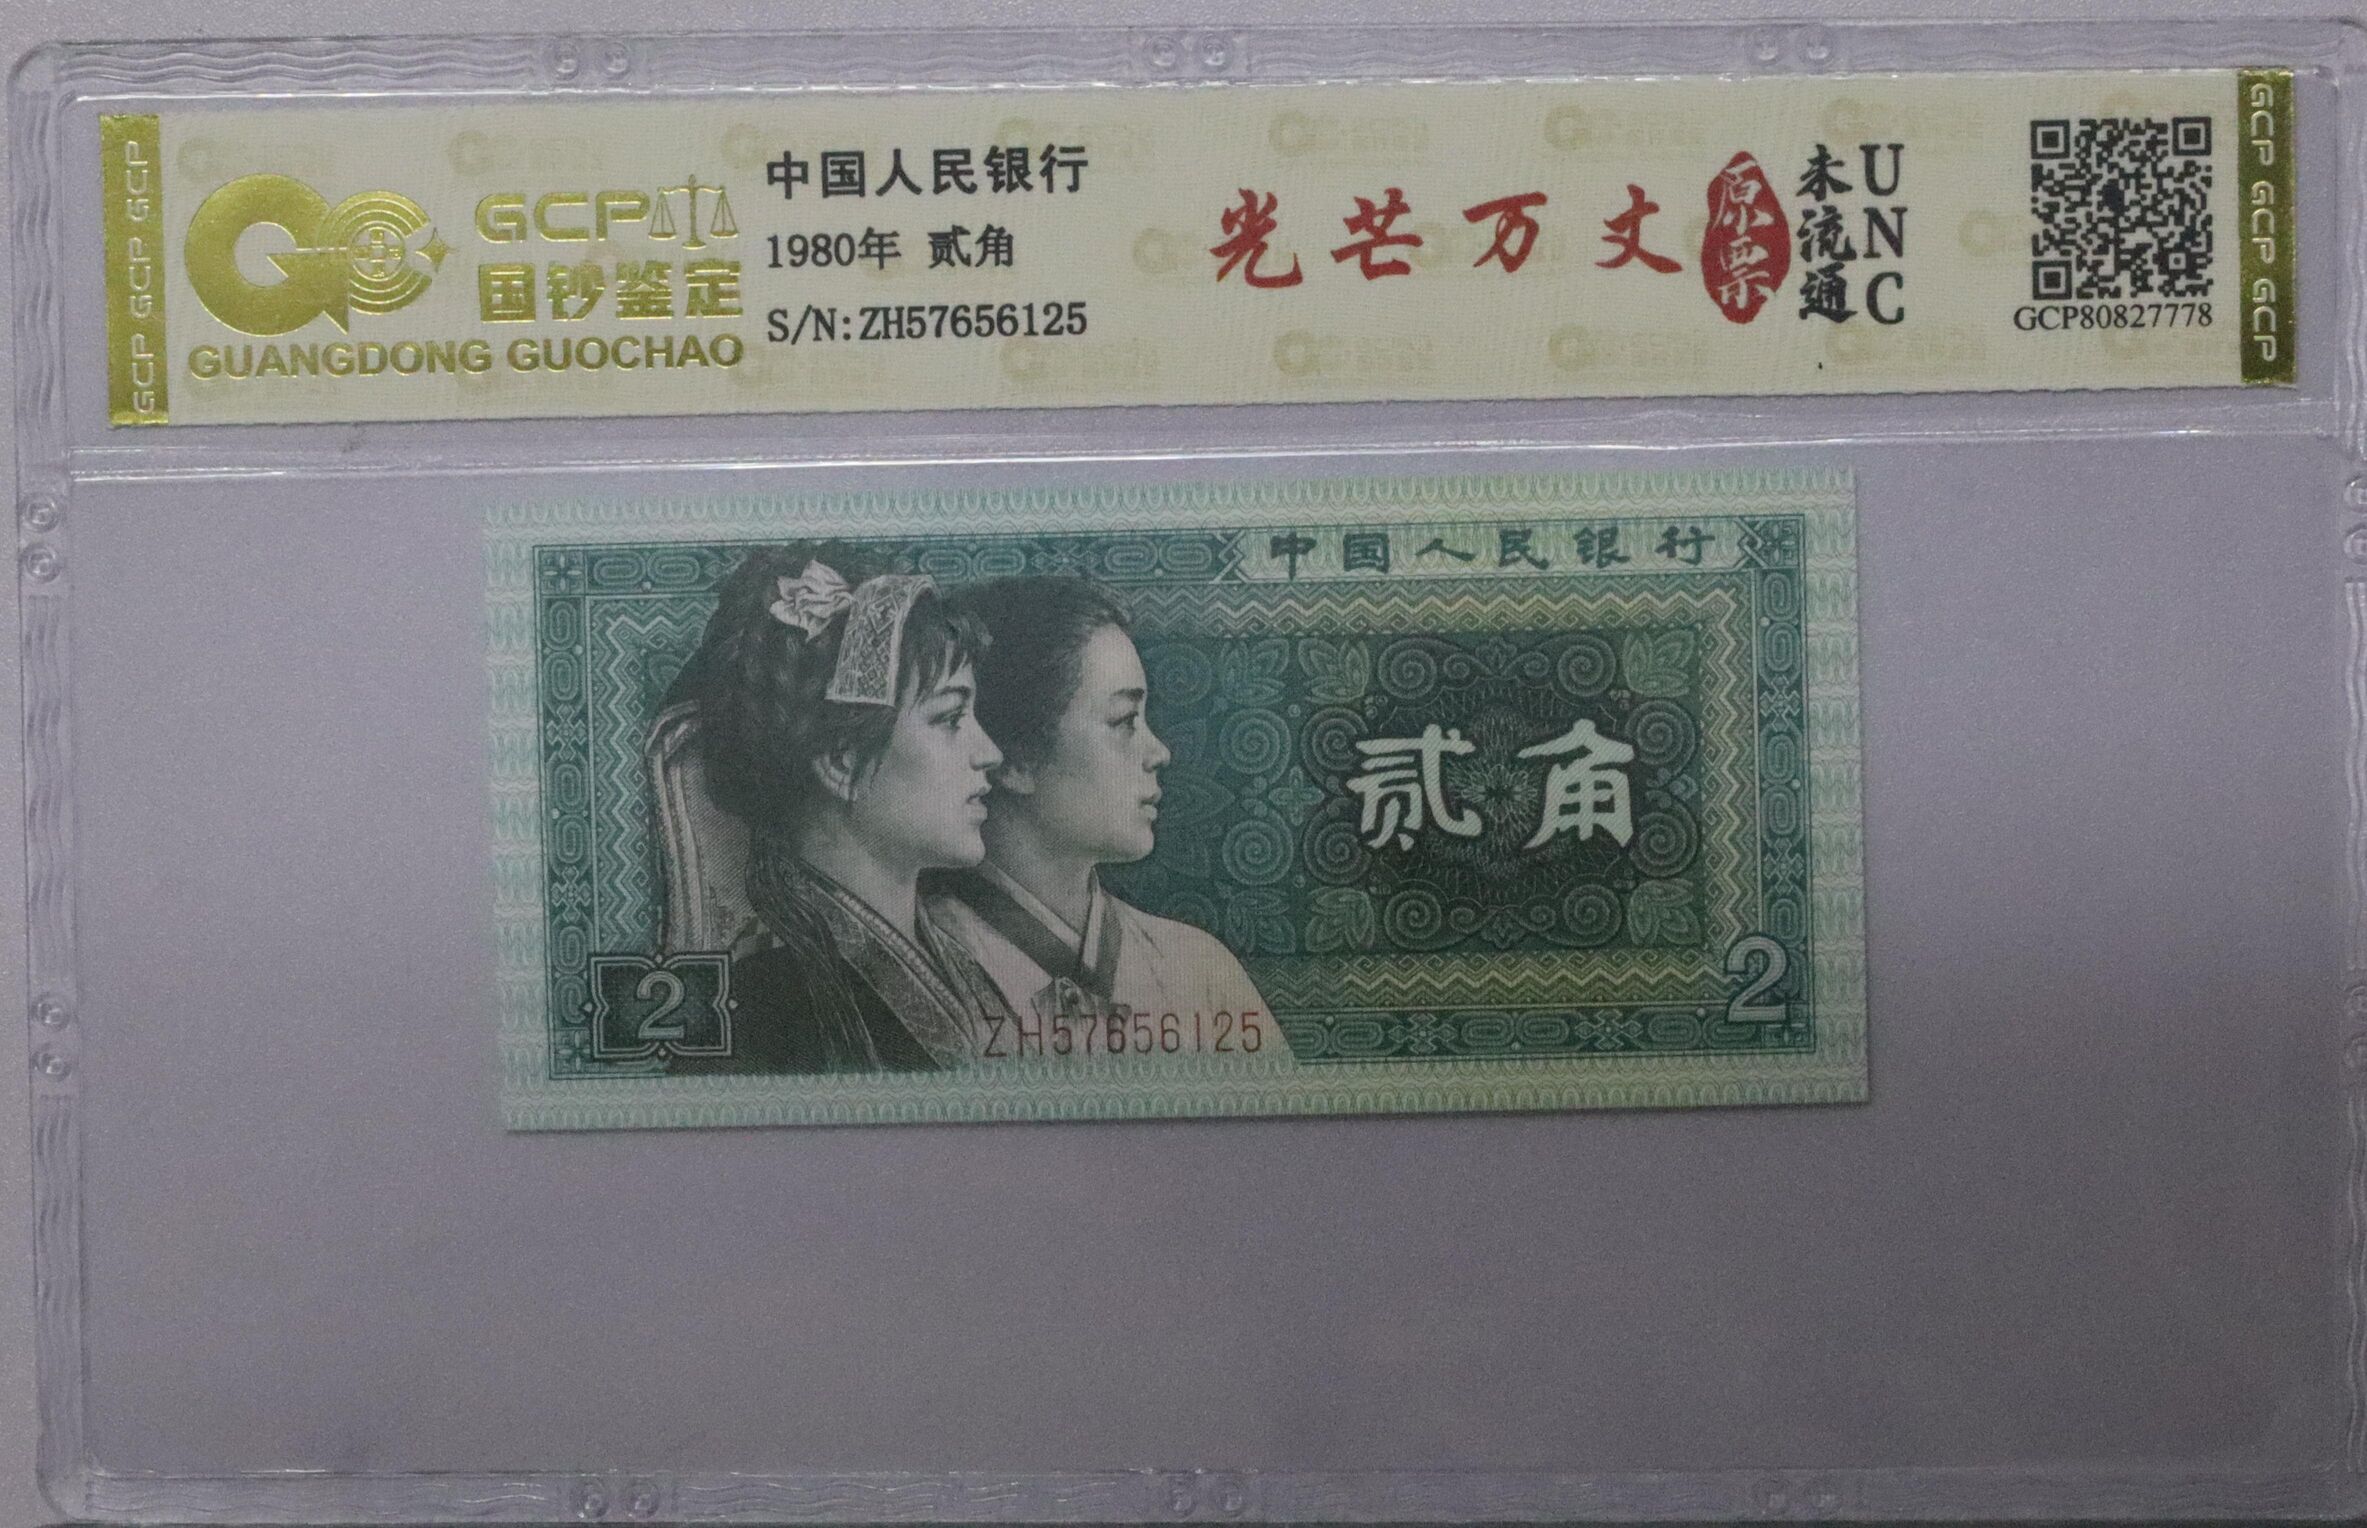 GCP GCP GCP
GCP
国钞鉴定
GUANGDONG GUOCHAO
中国人民银行
1980年 贰角
S/N:ZH57656125
光芒万丈
原票
未流通
UNC
GCP80827778
GCP GCP GCP
中国人民银行
贰角
2
2
ZH57656125